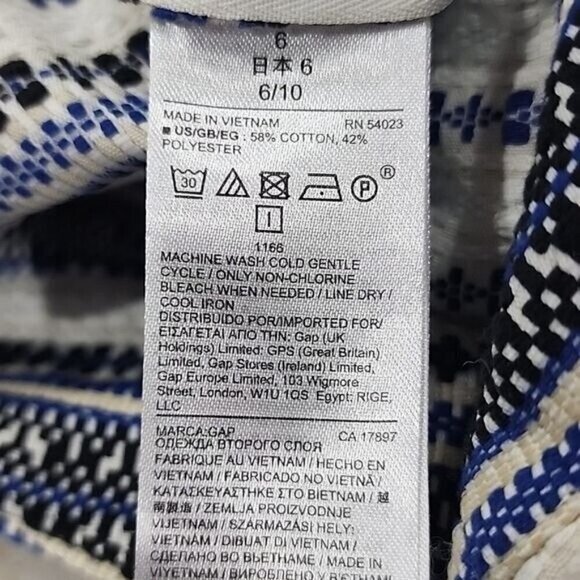 6
日本 6
6/10
MADE IN VIETNAM RN 54023
■ US/GB/EG : 58% COTTON, 42%
POLYESTER
30 P ®
1166
MACHINE WASH COLD GENTLE
CYCLE / ONLY NON-CHLORINE
BLEACH WHEN NEEDED / LINE DRY /
COOL IRON
DISTRIBUIDO POR/IMPORTED FOR/
ΕΙΣΑΓΕΤΑΙ ΑΠΟ ΤΗΝ: Gap (UK
Holdings) Limited: GPS (Great Britain)
Limited, Gap Stores (Ireland) Limited,
Gap Europe Limited, 103 Wigmore
Street, London, W1U 1QS Egypt: RIGE,
LLC
MARCA:GAP CA 17897
ОДЕЖДА ВТОРОГО СЛОЯ
FABRIQUE AU VIETNAM / HECHO EN
VIETNAM / FABRICADO NO VIETNÃ /
ΚΑΤΑΣΚΕΥΑΣΤΗΚΕ ΣΤΟ ΒΙΕΤΝΑΜ / 越
南製造 / ZEMLJA PROIZVODNJE
VIJETNAM / SZÁRMAZÁSI HELY:
VIETNAM / DIBUAT DI VIETNAM /
СДЕЛАНО ВО ВЬЕТНАМЕ / MADE IN
VIYETNAM / ВИРОБЛЕНО У